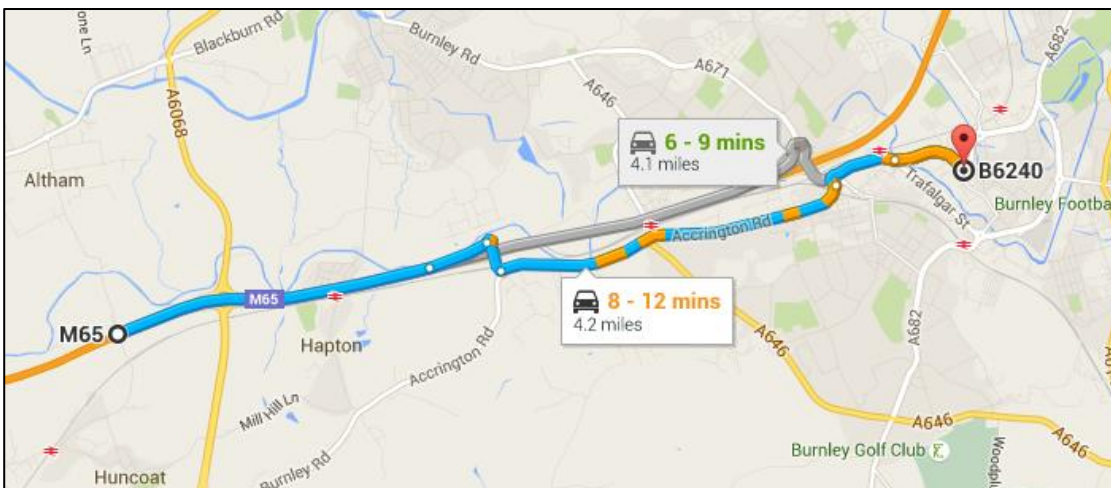 Blackburn Rd
Burnley Rd
A682
A671
A6068
A646
6 - 9 mins
4.1 miles
Altham
B6240
Trafalgar St
Burnley Footba
Accrington Rd
M65
8 - 12 mins
4.2 miles
M65
Hapton
A682
A646
Accrington Rd
Mill Hill Ln
A646
Burnley Golf Club
Burnley Rd
Huncoat